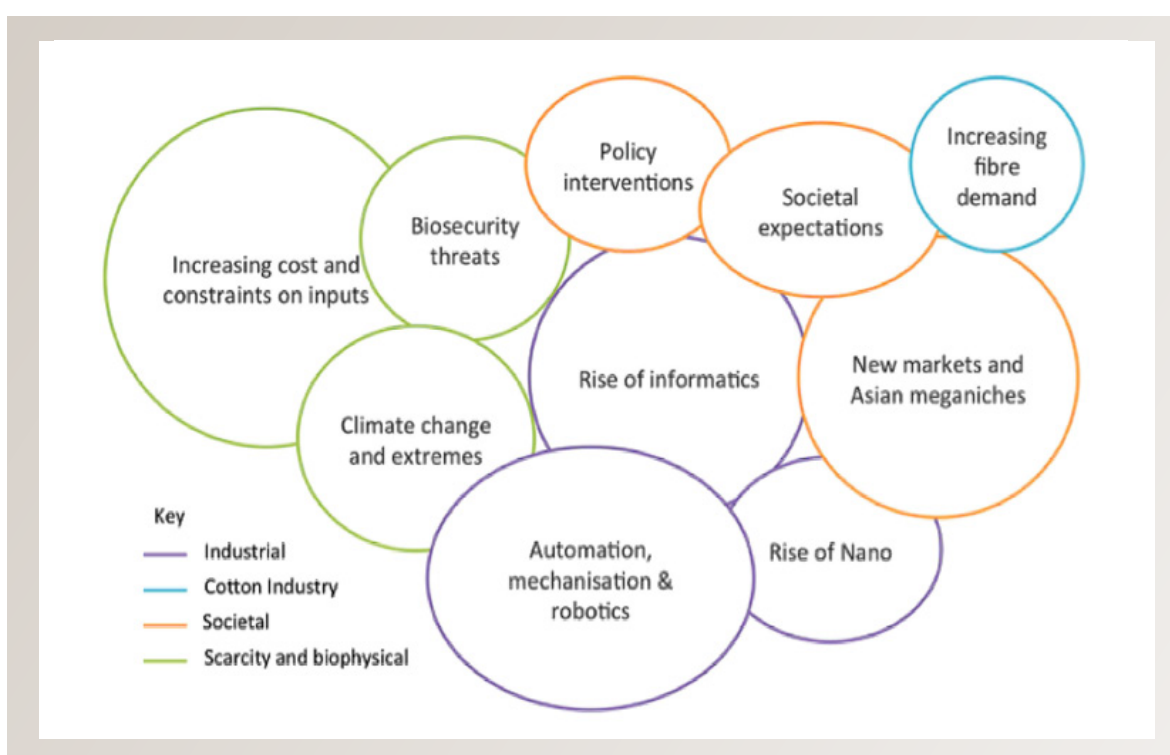 Policy
interventions
Increasing
fibre
demand
Societal
expectations
Biosecurity
threats
Increasing cost and
constraints on inputs
Rise of informatics
New markets and
Asian meganiches
Climate change
and extremes
Automation,
mechanisation &
robotics
Rise of Nano
Key
Industrial
Cotton Industry
Societal
Scarcity and biophysical